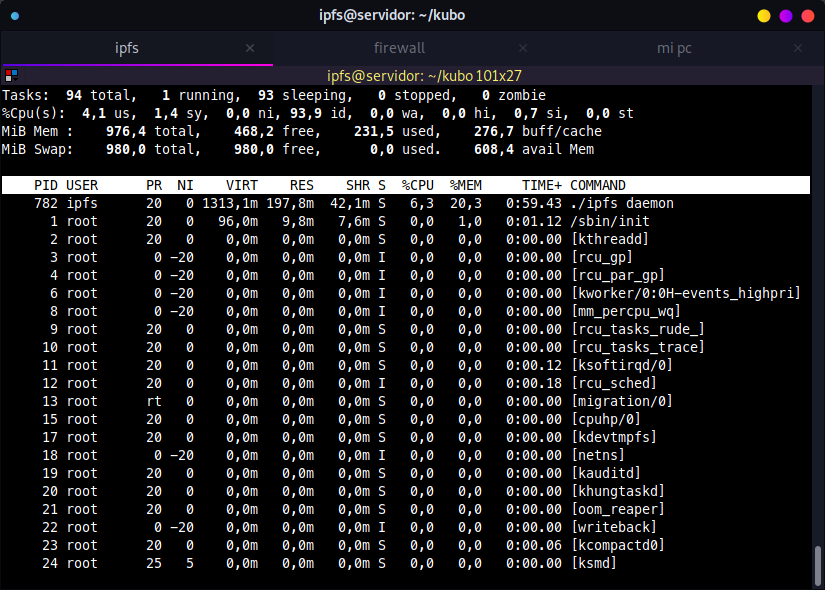 ipfs@servidor: ~/kubo
ipfs × firewall × mi pc ×
ipfs@servidor: ~/kubo 101x27
Tasks:  94 total,   1 running,  93 sleeping,   0 stopped,   0 zombie
%Cpu(s):  4,1 us,  1,4 sy,  0,0 ni, 93,9 id,  0,0 wa,  0,0 hi,  0,7 si,  0,0 st
MiB Mem :    976,4 total,    468,2 free,    231,5 used,    276,7 buff/cache
MiB Swap:    980,0 total,    980,0 free,      0,0 used.    608,4 avail Mem
PID USER      PR  NI    VIRT    RES    SHR S  %CPU  %MEM     TIME+ COMMAND
782 ipfs      20   0 1313,1m 197,8m  42,1m S   6,3  20,3   0:59.43 ./ipfs daemon
1 root      20   0   96,0m   9,8m   7,6m S   0,0   1,0   0:01.12 /sbin/init
2 root      20   0    0,0m   0,0m   0,0m S   0,0   0,0   0:00.00 [kthreadd]
3 root       0 -20    0,0m   0,0m   0,0m I   0,0   0,0   0:00.00 [rcu_gp]
4 root       0 -20    0,0m   0,0m   0,0m I   0,0   0,0   0:00.00 [rcu_par_gp]
6 root       0 -20    0,0m   0,0m   0,0m I   0,0   0,0   0:00.00 [kworker/0:0H-events_highpri]
8 root       0 -20    0,0m   0,0m   0,0m I   0,0   0,0   0:00.00 [mm_percpu_wq]
9 root      20   0    0,0m   0,0m   0,0m S   0,0   0,0   0:00.00 [rcu_tasks_rude_]
10 root      20   0    0,0m   0,0m   0,0m S   0,0   0,0   0:00.00 [rcu_tasks_trace]
11 root      20   0    0,0m   0,0m   0,0m S   0,0   0,0   0:00.12 [ksoftirqd/0]
12 root      20   0    0,0m   0,0m   0,0m I   0,0   0,0   0:00.18 [rcu_sched]
13 root      rt   0    0,0m   0,0m   0,0m S   0,0   0,0   0:00.00 [migration/0]
15 root      20   0    0,0m   0,0m   0,0m S   0,0   0,0   0:00.00 [cpuhp/0]
17 root      20   0    0,0m   0,0m   0,0m S   0,0   0,0   0:00.00 [kdevtmpfs]
18 root       0 -20    0,0m   0,0m   0,0m I   0,0   0,0   0:00.00 [netns]
19 root      20   0    0,0m   0,0m   0,0m S   0,0   0,0   0:00.00 [kauditd]
20 root      20   0    0,0m   0,0m   0,0m S   0,0   0,0   0:00.00 [khungtaskd]
21 root      20   0    0,0m   0,0m   0,0m S   0,0   0,0   0:00.00 [oom_reaper]
22 root       0 -20    0,0m   0,0m   0,0m I   0,0   0,0   0:00.00 [writeback]
23 root      20   0    0,0m   0,0m   0,0m S   0,0   0,0   0:00.06 [kcompactd0]
24 root      25   5    0,0m   0,0m   0,0m S   0,0   0,0   0:00.00 [ksmd]